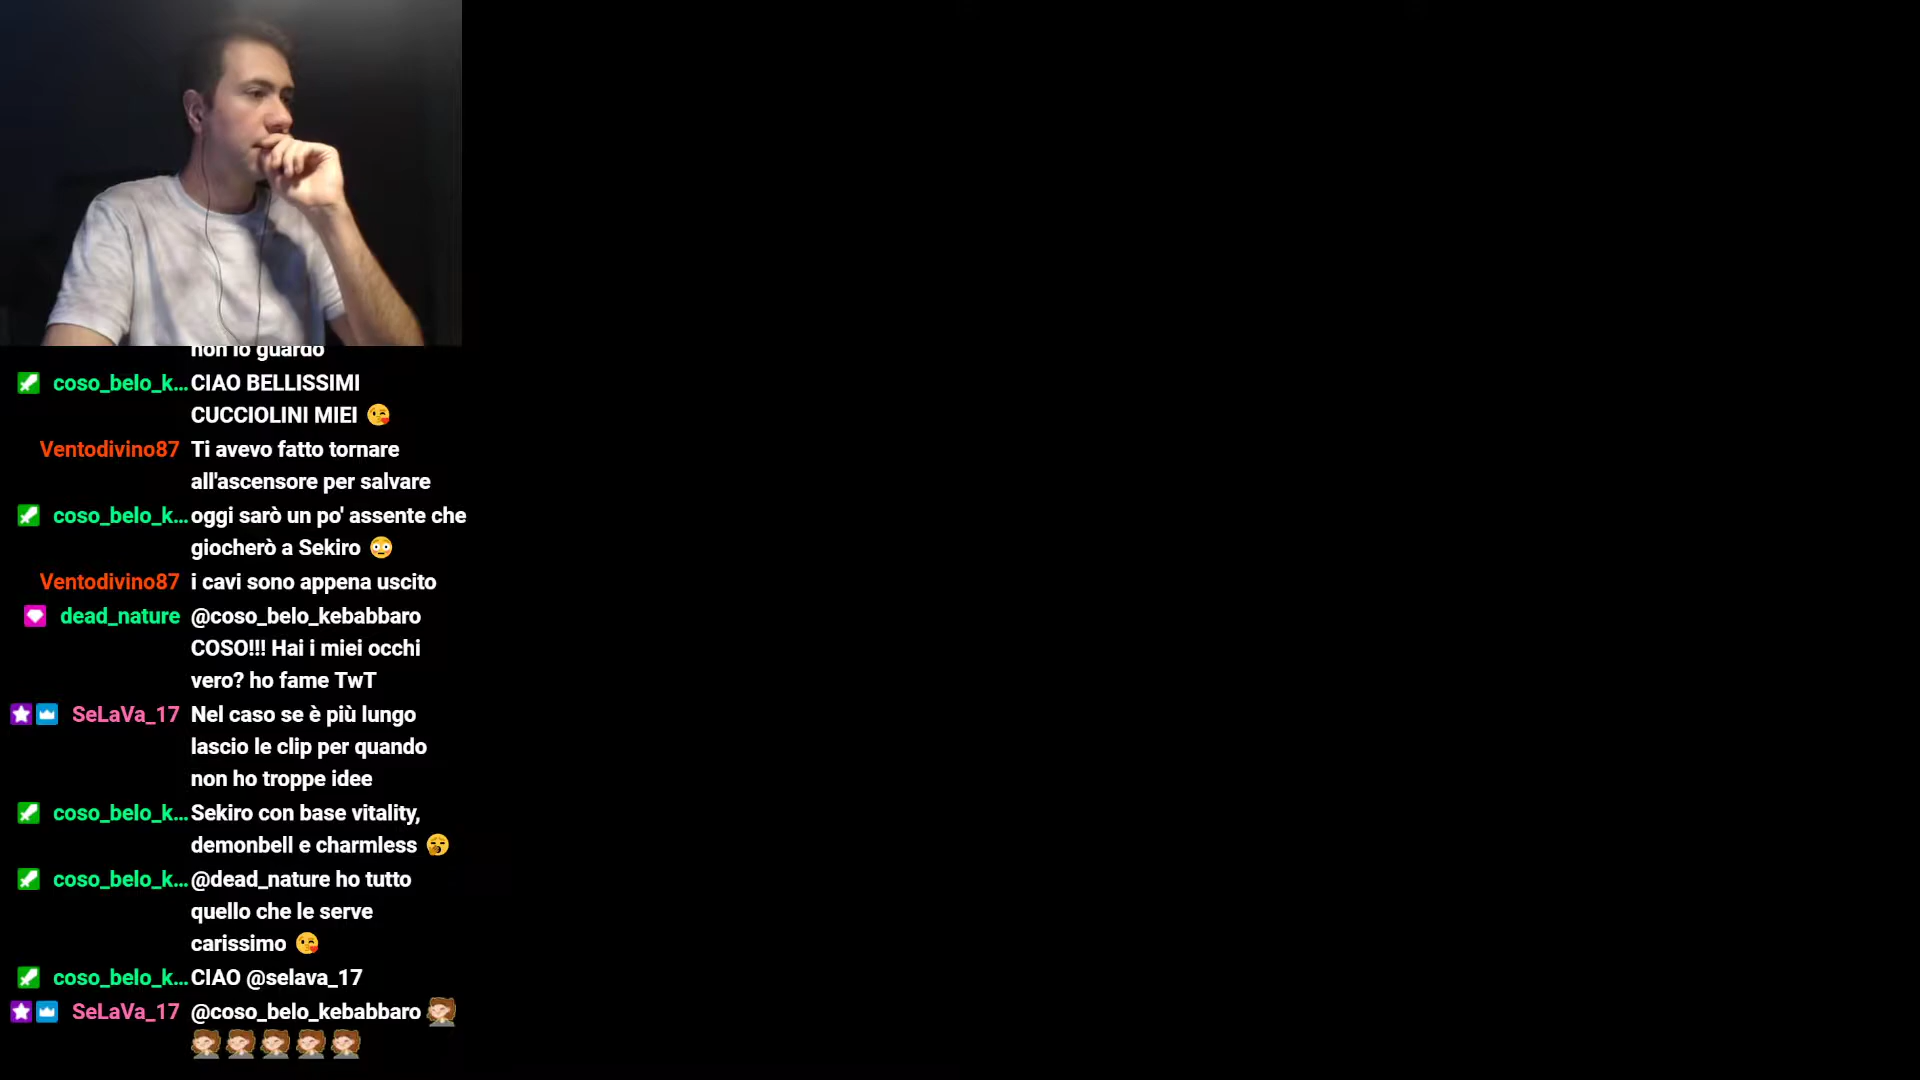 non lo guardo
coso_belo_k... CIAO BELLISSIMI
CUCCIOLINI MIEI 😘
Ventodivino87 Ti avevo fatto tornare
all'ascensore per salvare
coso_belo_k... oggi sarò un po' assente che
giocherò a Sekiro 😳
Ventodivino87 i cavi sono appena uscito
dead_nature @coso_belo_kebabbaro
COSO!!! Hai i miei occhi
vero? ho fame TwT
SeLaVa_17 Nel caso se è più lungo
lascio le clip per quando
non ho troppe idee
coso_belo_k... Sekiro con base vitality,
demonbell e charmless 🥱
coso_belo_k... @dead_nature ho tutto
quello che le serve
carissimo 😘
coso_belo_k... CIAO @selava_17
SeLaVa_17 @coso_belo_kebabbaro